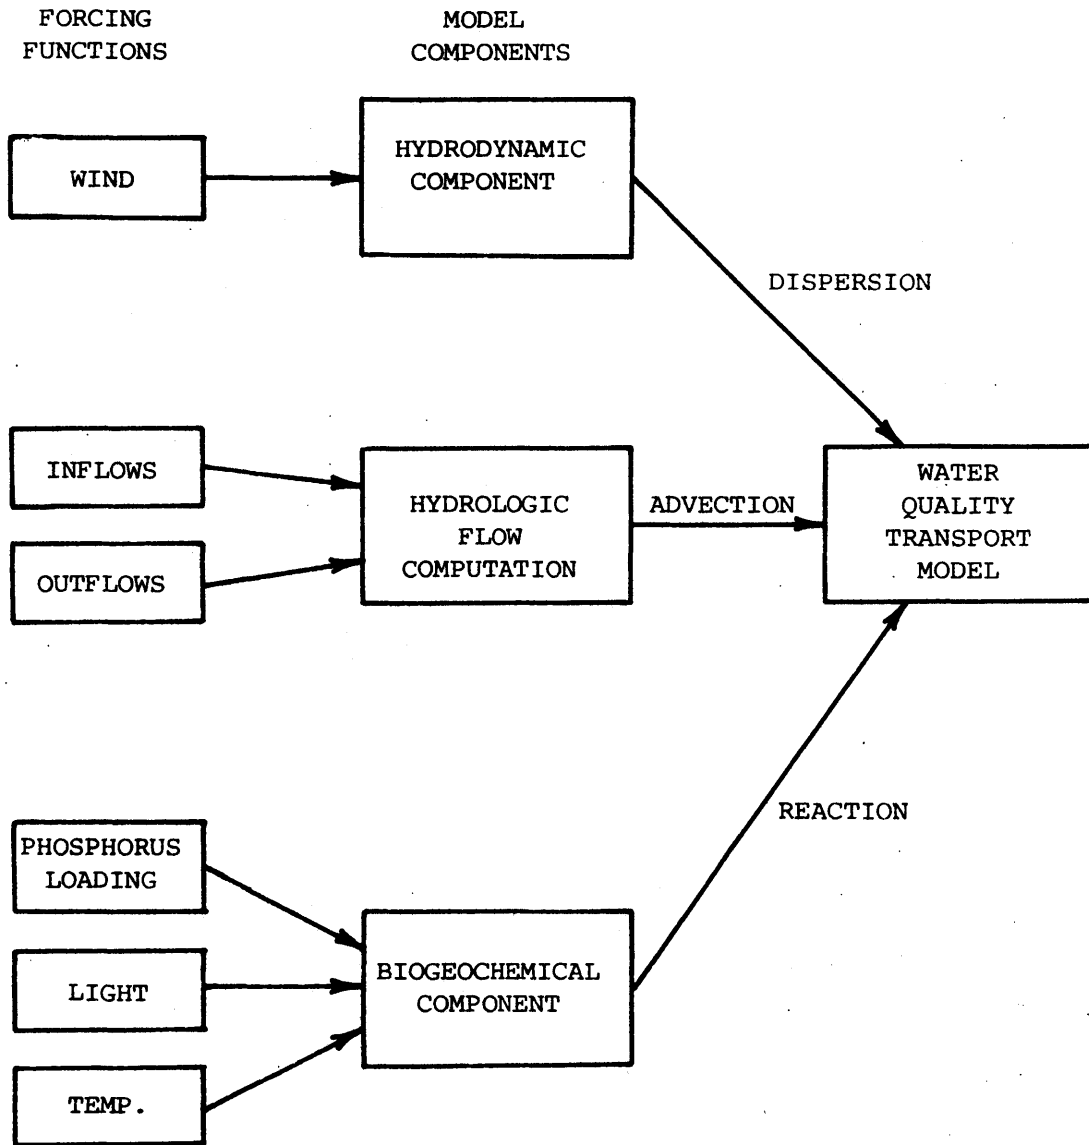 FORCING
FUNCTIONS
MODEL
COMPONENTS
WIND
HYDRODYNAMIC
COMPONENT
DISPERSION
INFLOWS
OUTFLOWS
HYDROLOGIC
FLOW
COMPUTATION
ADVECTION
WATER
QUALITY
TRANSPORT
MODEL
REACTION
PHOSPHORUS
LOADING
LIGHT
TEMP.
BIOGEOCHEMICAL
COMPONENT